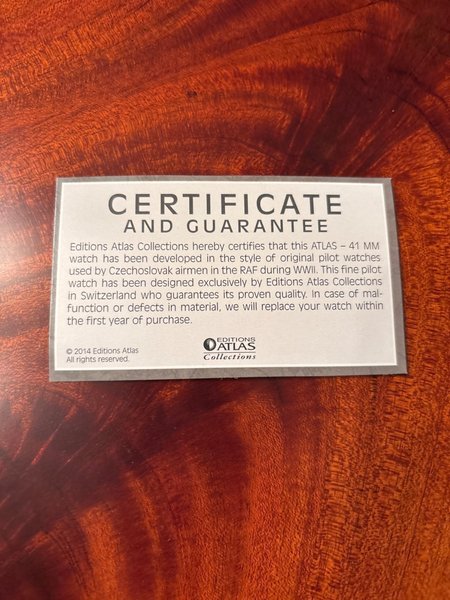 CERTIFICATE
AND GUARANTEE
Editions Atlas Collections hereby certifies that this ATLAS – 41 MM
watch has been developed in the style of original pilot watches
used by Czechoslovak airmen in the RAF during WWII. This fine pilot
watch has been designed exclusively by Editions Atlas Collections
in Switzerland who guarantees its proven quality. In case of mal-
function or defects in material, we will replace your watch within
the first year of purchase.
© 2014 Editions Atlas
All rights reserved.
EDITIONS
ATLAS
Collections